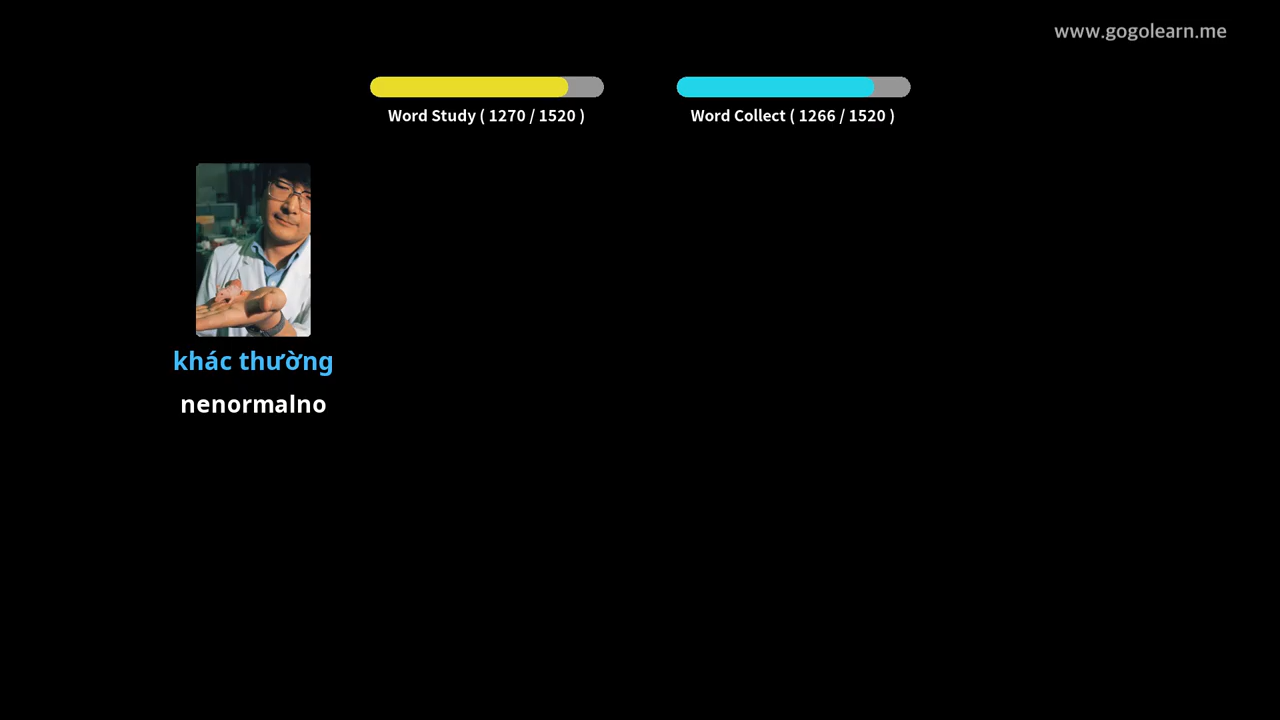 www.gogolearn.me
Word Study ( 1270 / 1520 )
Word Collect ( 1266 / 1520 )
khác thường
nenormalno